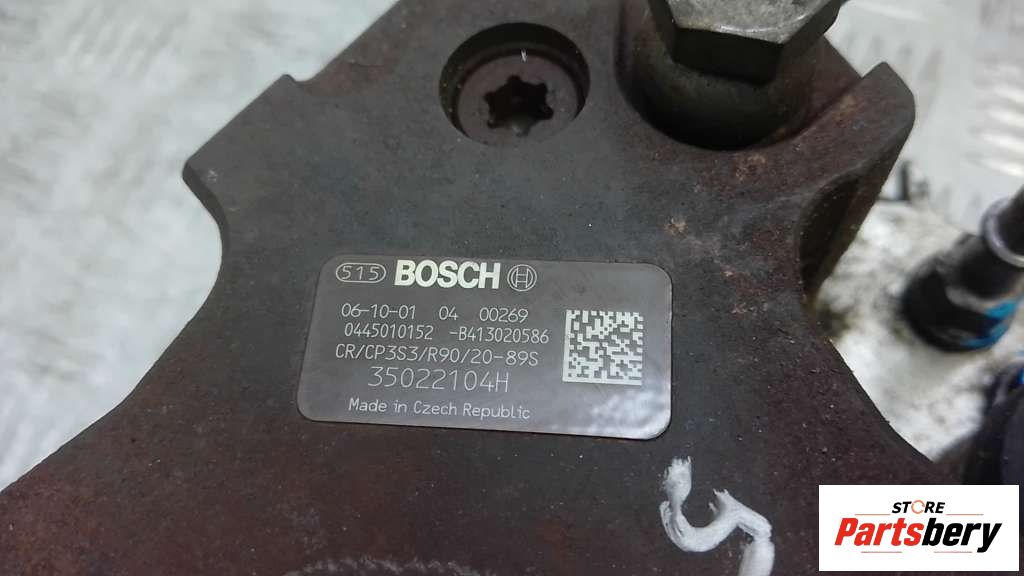 515 BOSCH
06-10-01 04 00269
0445010152 -B413020586
CR/CP3S3/R90/20-89S
35022104H
Made in Czech Republic
STORE
Partsbery